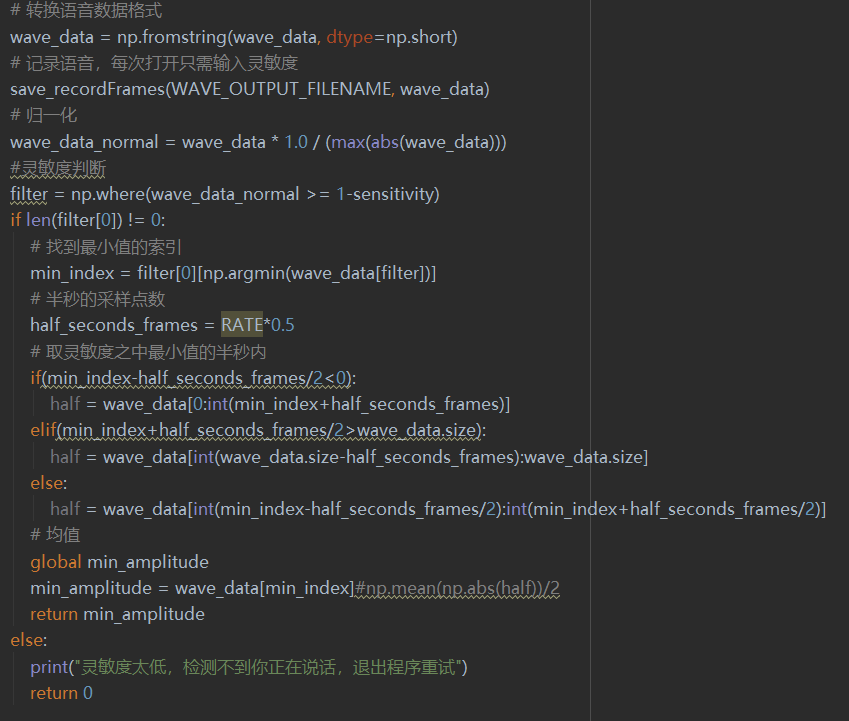 # 转换语音数据格式
wave_data = np.fromstring(wave_data, dtype=np.short)
# 记录语音，每次打开只需输入灵敏度
save_recordFrames(WAVE_OUTPUT_FILENAME, wave_data)
# 归一化
wave_data_normal = wave_data * 1.0 / (max(abs(wave_data)))
#灵敏度判断
filter = np.where(wave_data_normal >= 1-sensitivity)
if len(filter[0]) != 0:
    # 找到最小值的索引
    min_index = filter[0][np.argmin(wave_data[filter])]
    # 半秒的采样点数
    half_seconds_frames = RATE*0.5
    # 取灵敏度之中最小值的半秒内
    if(min_index-half_seconds_frames/2<0):
        half = wave_data[0:int(min_index+half_seconds_frames)]
    elif(min_index+half_seconds_frames/2>wave_data.size):
        half = wave_data[int(wave_data.size-half_seconds_frames):wave_data.size]
    else:
        half = wave_data[int(min_index-half_seconds_frames/2):int(min_index+half_seconds_frames/2)]
    # 均值
    global min_amplitude
    min_amplitude = wave_data[min_index]#np.mean(np.abs(half))/2
    return min_amplitude
else:
    print("灵敏度太低，检测不到你正在说话，退出程序重试")
    return 0